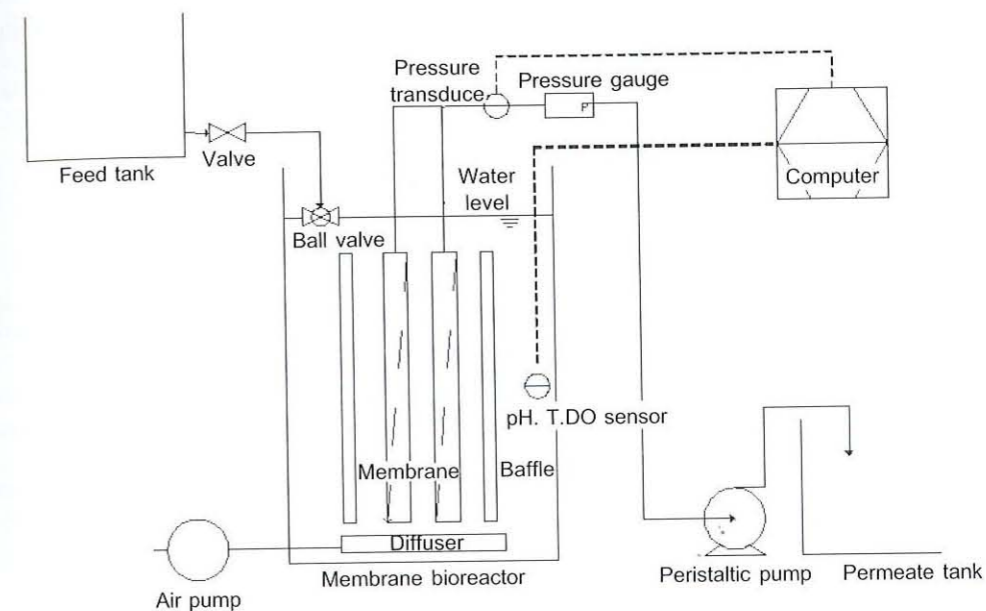 Pressure
transduce
Pressure gauge
P
Valve
Feed tank
Water
level
Computer
Ball valve
pH. T.DO sensor
Membrane
Baffle
Diffuser
Membrane bioreactor
Air pump
Peristaltic pump
Permeate tank